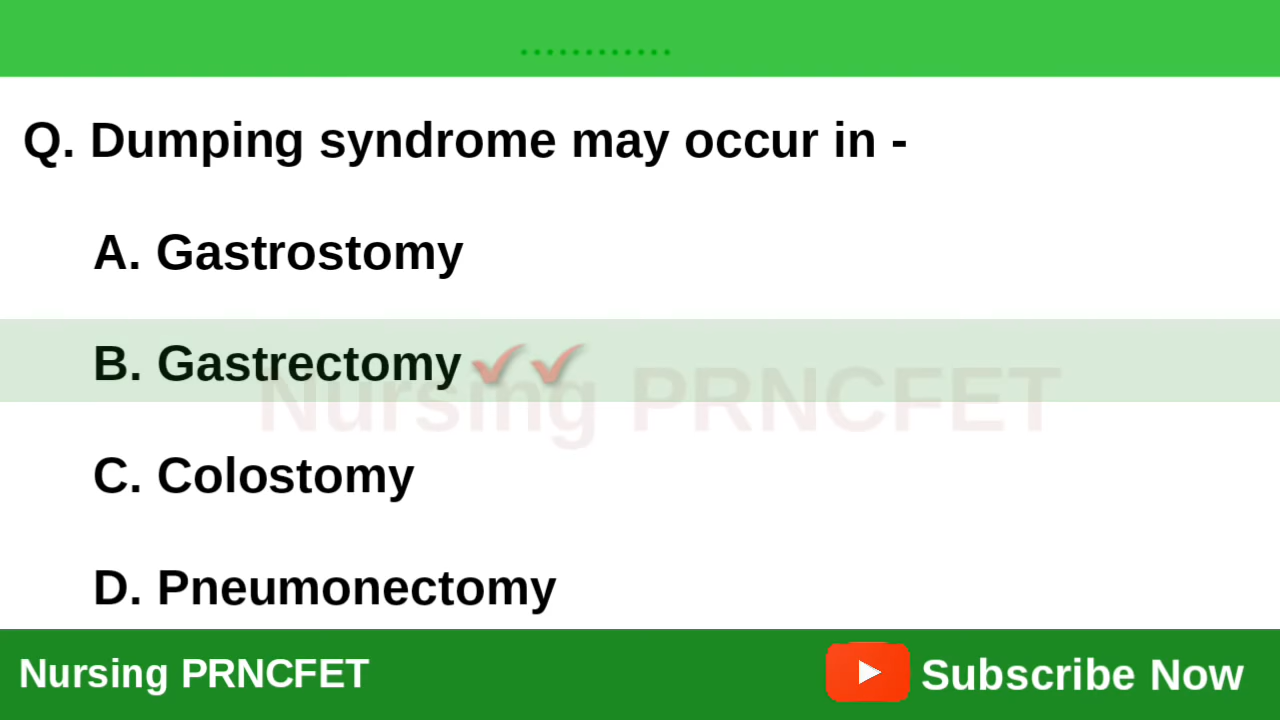 Q. Dumping syndrome may occur in -
A. Gastrostomy
B. Gastrectomy
Nursing PRNCFET
C. Colostomy
D. Pneumonectomy
Nursing PRNCFET
Subscribe Now